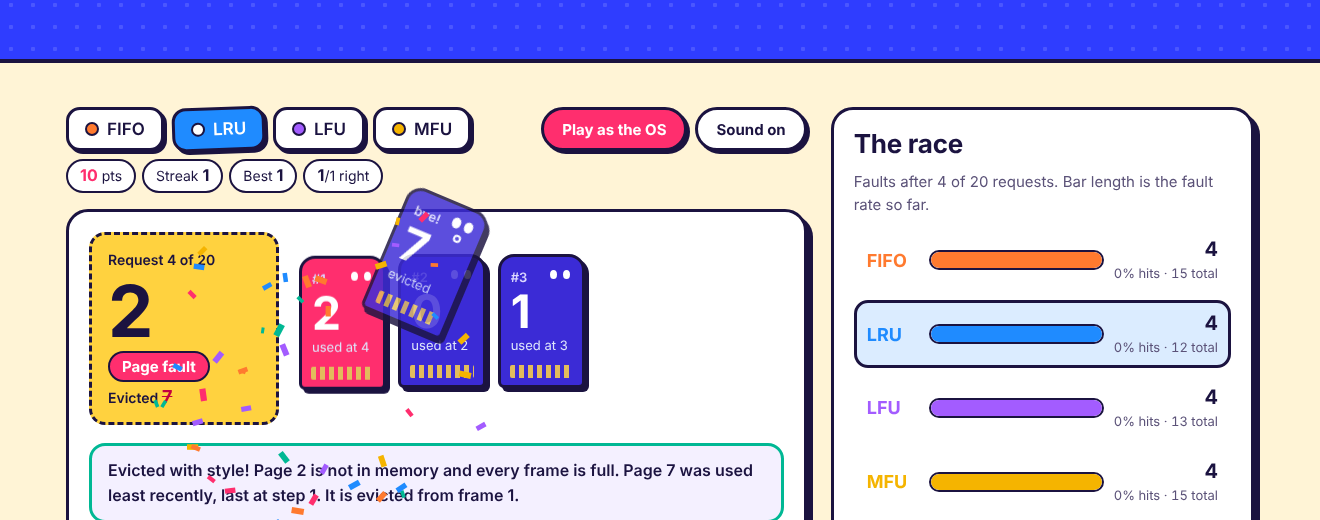 FIFO
LRU
LFU
MFU
Play as the OS
Sound on
10 pts
Streak 1
Best 1
1/1 right
Request 4 of 20
2
Page fault
Evicted 7
bye!
7
evicted
#1
2
used at 4
#2
0
used at 2
#3
1
used at 3
Evicted with style! Page 2 is not in memory and every frame is full. Page 7 was used
least recently, last at step 1. It is evicted from frame 1.
The race
Faults after 4 of 20 requests. Bar length is the fault
rate so far.
FIFO
4
0% hits · 15 total
LRU
4
0% hits · 12 total
LFU
4
0% hits · 13 total
MFU
4
0% hits · 15 total